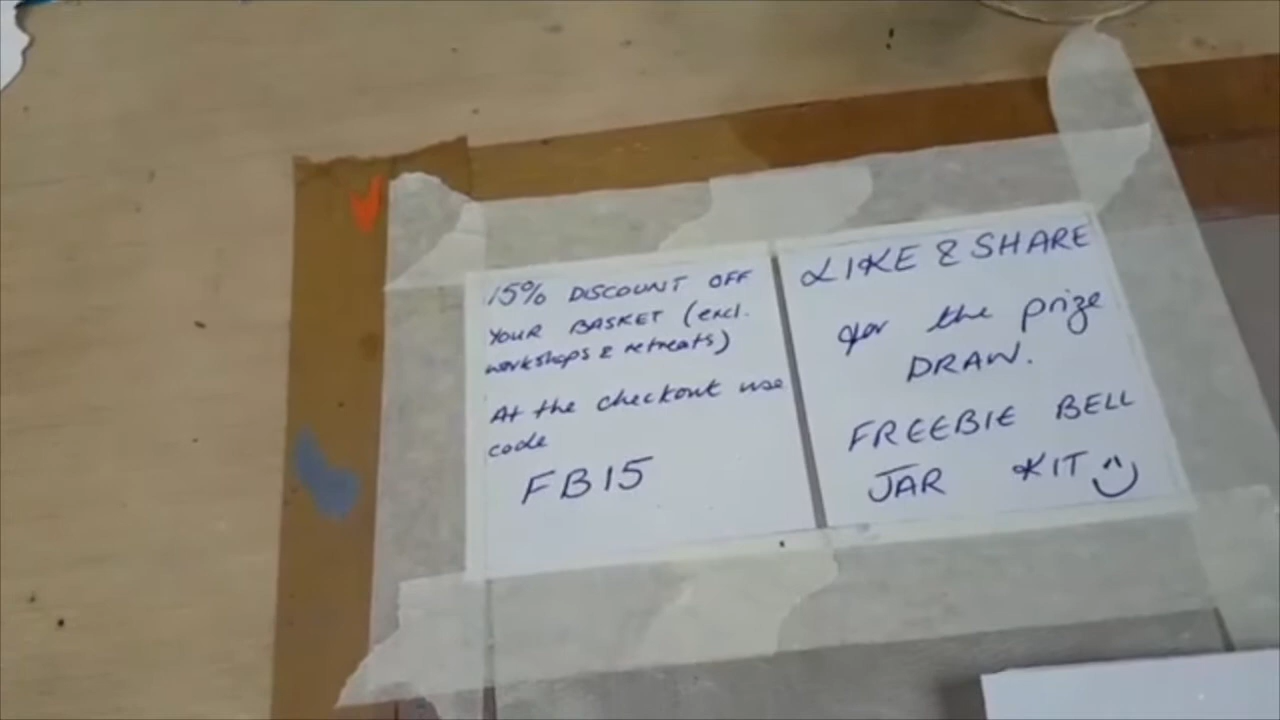 15% DISCOUNT OFF
YOUR BASKET (excl.
workshops & retreats)
At the checkout use
code
FB15
LIKE & SHARE
for the prize
DRAW.
FREEBIE BELL
JAR KIT